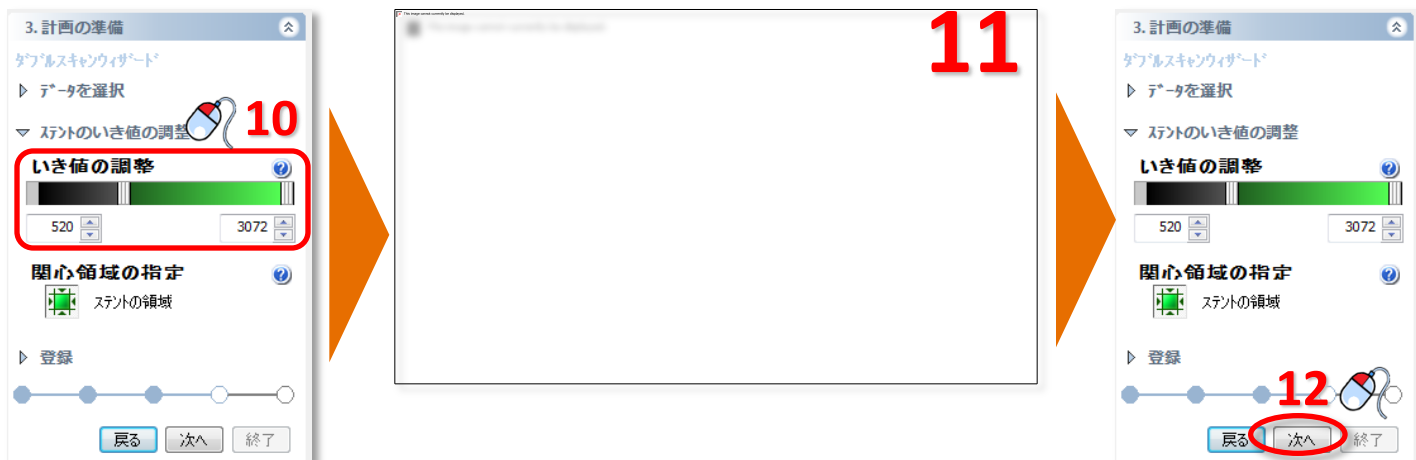 3. 計画の準備
ダブルスキャンウィザード
データを選択
ステントのいき値の調整
10
いき値の調整
520
3072
関心領域の指定
ステントの領域
登録
戻る
次へ
終了
This image cannot currently be displayed.
11
3. 計画の準備
ダブルスキャンウィザード
データを選択
ステントのいき値の調整
いき値の調整
520
3072
関心領域の指定
ステントの領域
登録
12
戻る
次へ
終了